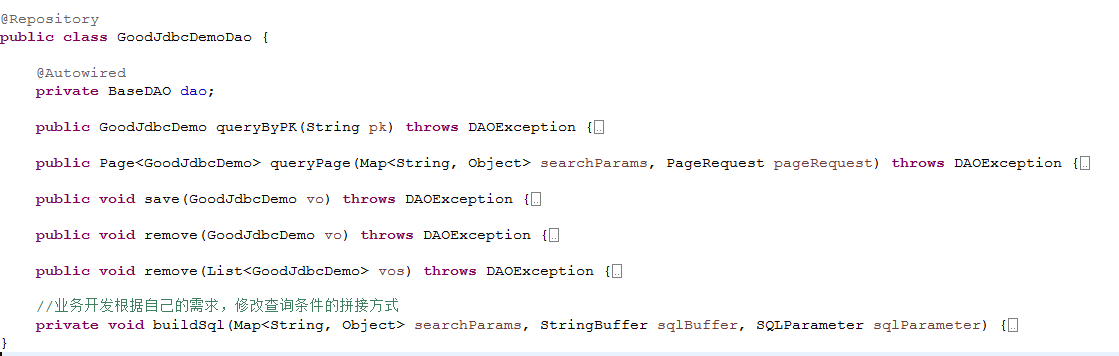 @Repository
public class GoodJdbcDemoDao {
@Autowired
private BaseDAO dao;
public GoodJdbcDemo queryByPK(String pk) throws DAOException {..
public Page<GoodJdbcDemo> queryPage(Map<String, Object> searchParams, PageRequest pageRequest) throws DAOException {..
public void save(GoodJdbcDemo vo) throws DAOException {..
public void remove(GoodJdbcDemo vo) throws DAOException {..
public void remove(List<GoodJdbcDemo> vos) throws DAOException {..
//业务开发根据自己的需求，修改查询条件的拼接方式
private void buildSql(Map<String, Object> searchParams, StringBuffer sqlBuffer, SQLParameter sqlParameter) {..
}